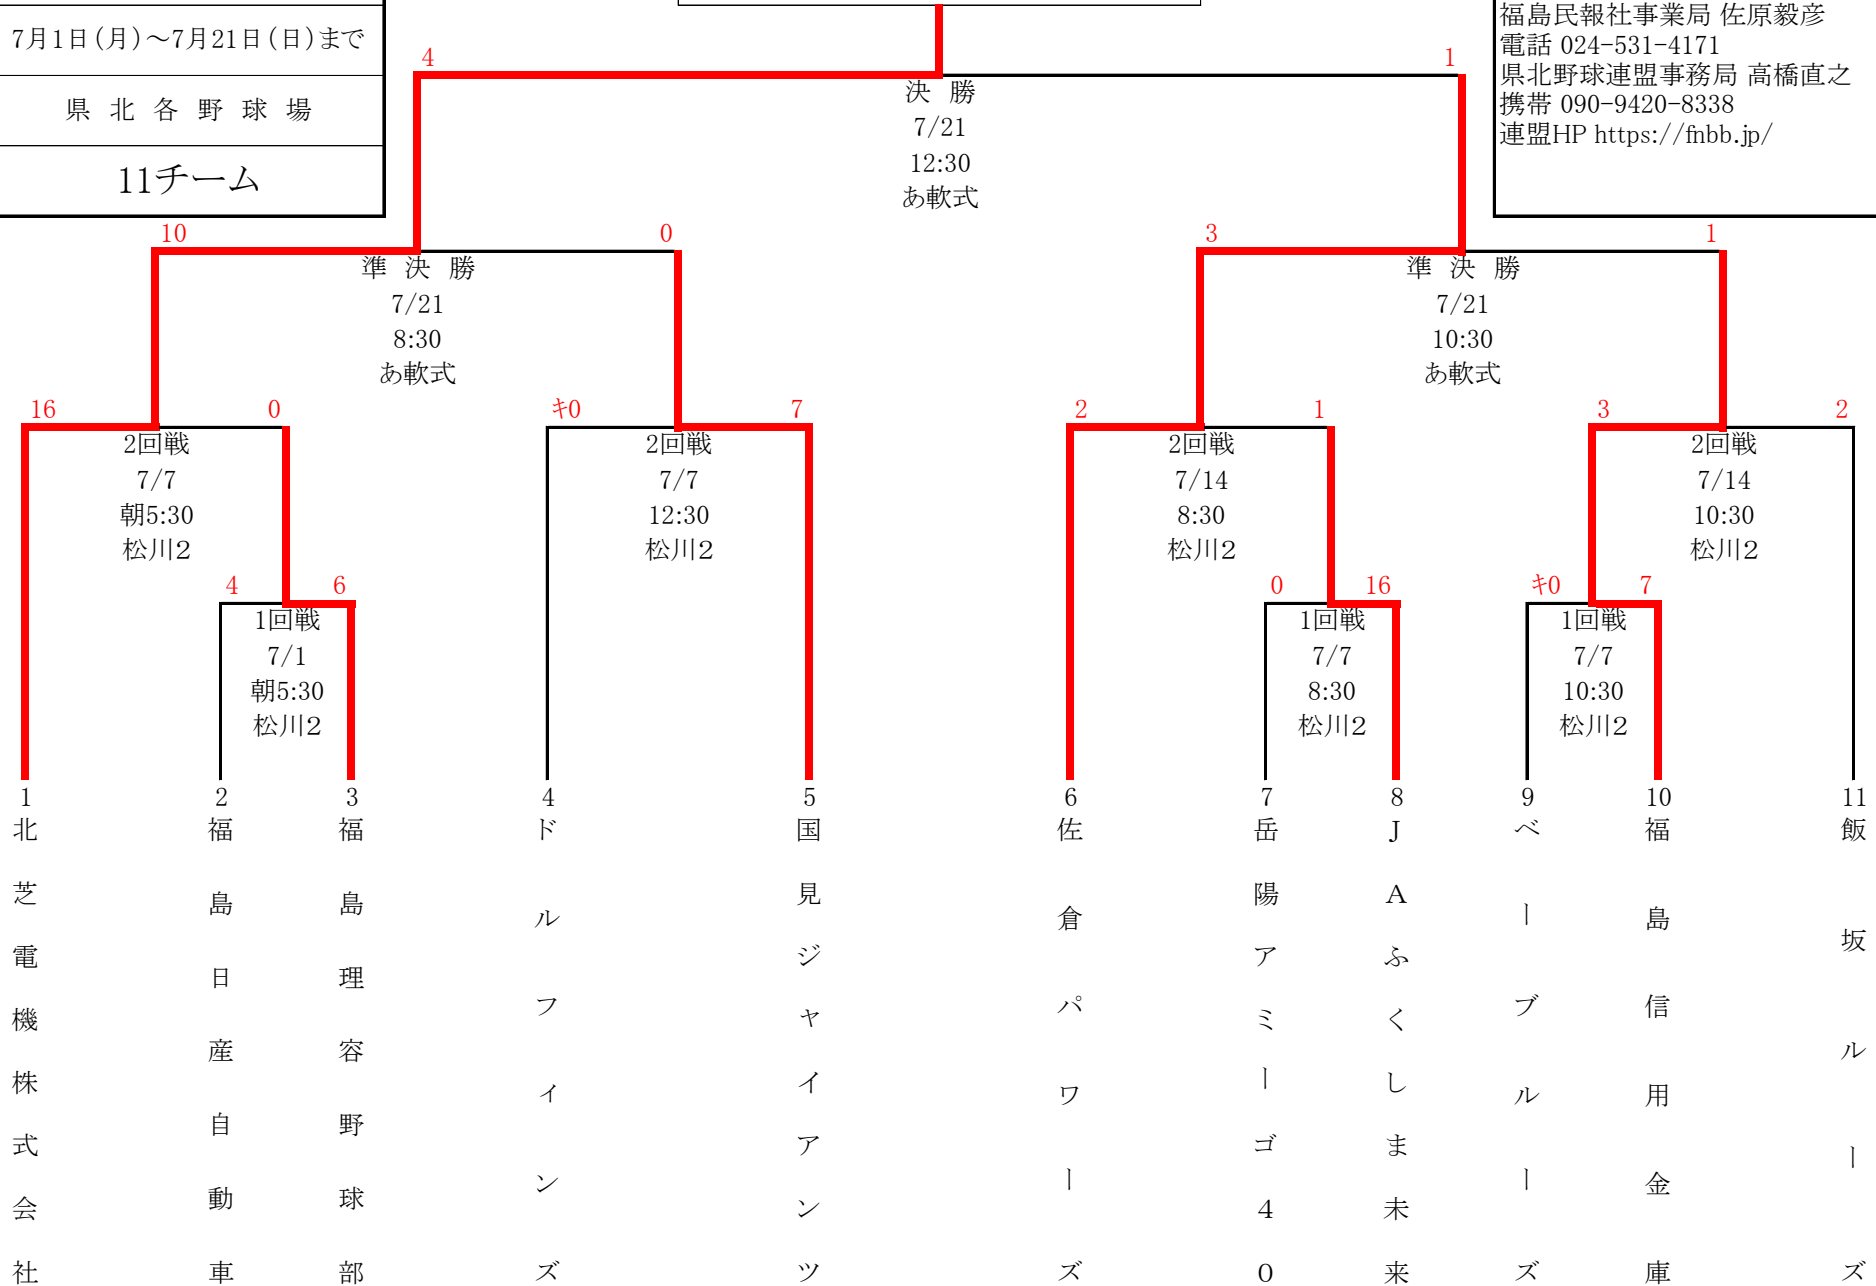 7月1日(月)～7月21日(日)まで
県北各野球場
11チーム
福島民報社事業局 佐原毅彦
電話 024-531-4171
県北野球連盟事務局 高橋直之
携帯 090-9420-8338
連盟HP https://fnbb.jp/
4
1
決勝
7/21
12:30
あ軟式
10
0
準決勝
7/21
8:30
あ軟式
3
1
準決勝
7/21
10:30
あ軟式
16
0
2回戦
7/7
朝5:30
松川2
ｷ0
7
2回戦
7/7
12:30
松川2
2
1
2回戦
7/14
8:30
松川2
3
2
2回戦
7/14
10:30
松川2
4
6
1回戦
7/1
朝5:30
松川2
0
16
1回戦
7/7
8:30
松川2
ｷ0
7
1回戦
7/7
10:30
松川2
1
北芝電機株式会社
2
福島日産自動車
3
福島理容野球部
4
ドルフィンズ
5
国見ジャイアンツ
6
佐倉パワーズ
7
岳陽アミーゴ40
8
JAふくしま未来
9
ベーブルーズ
10
福島信用金庫
11
飯坂ルーズ